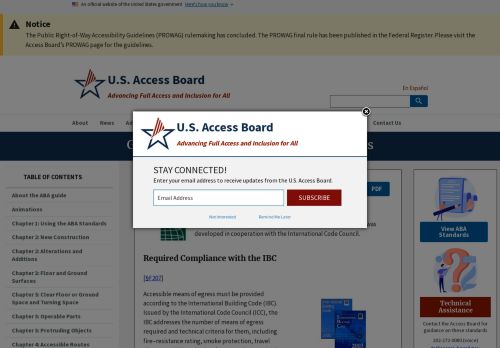 An official website of the United States government Here's how you know
Notice
The Public Right-of-Way Accessibility Guidelines (PROWAG) rulemaking has concluded. The PROWAG final rule has been published in the Federal Register. Please visit the
Access Board's PROWAG page for the guidelines.
U.S. Access Board
Advancing Full Access and Inclusion for All
En Español
About News
Contact Us
U.S. Access Board
Advancing Full Access and Inclusion for All
STAY CONNECTED!
Enter your email address to receive updates from the U.S. Access Board.
Email Address
SUBSCRIBE
Not Interested
Remind Me Later
TABLE OF CONTENTS
About the ABA guide
Animations
Chapter 1: Using the ABA Standards
Chapter 2: New Construction
Chapter 2: Alterations and
Additions
Chapter 3: Floor and Ground
Surfaces
Chapter 3: Clear Floor or Ground
Space and Turning Space
Chapter 3: Operable Parts
Chapter 3: Protruding Objects
Chapter 4: Accessible Routes
PDF
developed in cooperation with the International Code Council.
Required Compliance with the IBC
[§F207]
Accessible means of egress must be provided
according to the International Building Code (IBC).
Issued by the International Code Council (ICC), the
IBC addresses the number of means of egress
required and technical criteria for them, including
fire-resistance rating, smoke protection, travel
View ABA
Standards
Technical
Assistance
Contact the Access Board for
guidance on these standards